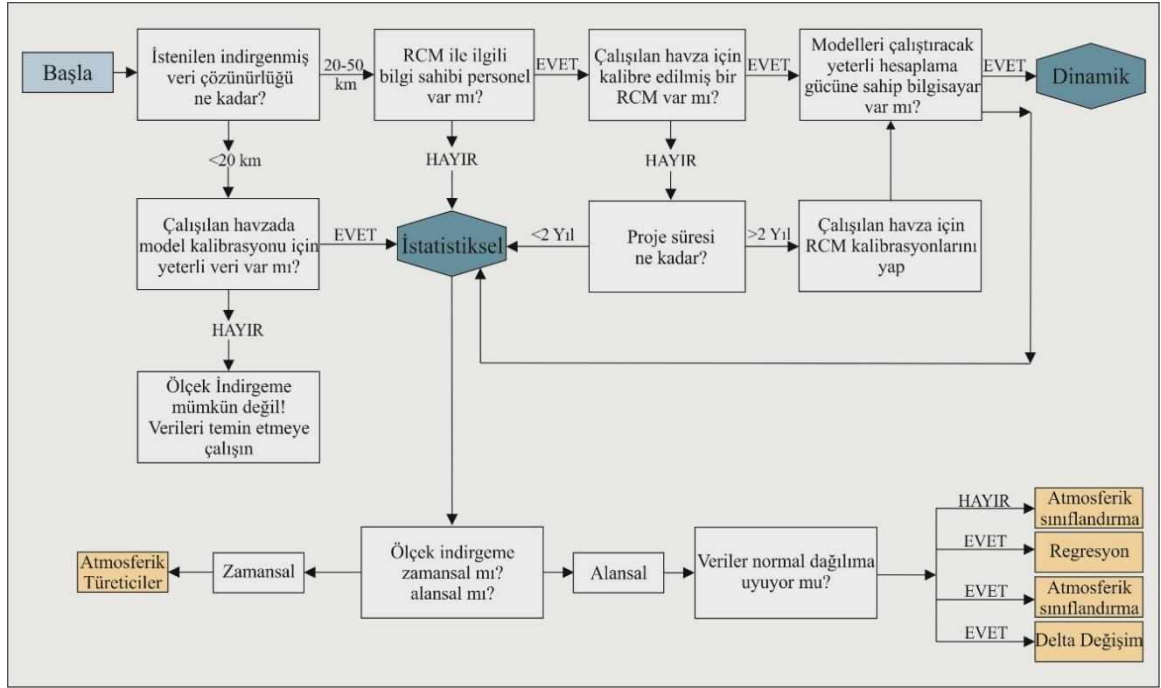 Başla
İstenilen indirgenmiş
veri çözünürlüğü
ne kadar?
20-50
km
RCM ile ilgili
bilgi sahibi personel
var mı?
EVET
Çalışılan havza için
kalibre edilmiş bir
RCM var mı?
EVET
Modelleri çalıştıracak
yeterli hesaplama
gücüne sahip bilgisayar
var mı?
EVET
Dinamik
<20 km
HAYIR
HAYIR
Çalışılan havzada
model kalibrasyonu için
yeterli veri var mı?
EVET
İstatistiksel
<2 Yıl
Proje süresi
ne kadar?
>2 Yıl
Çalışılan havza için
RCM kalibrasyonlarını
yap
HAYIR
Ölçek İndirgeme
mümkün değil!
Verileri temin etmeye
çalışın
Atmosferik
Türeticiler
Zamansal
Ölçek indirgeme
zamansal mı?
alansal mı?
Alansal
Veriler normal dağılıma
uyuyor mu?
HAYIR
Atmosferik
sınıflandırma
EVET
Regresyon
EVET
Atmosferik
sınıflandırma
EVET
Delta Değişim